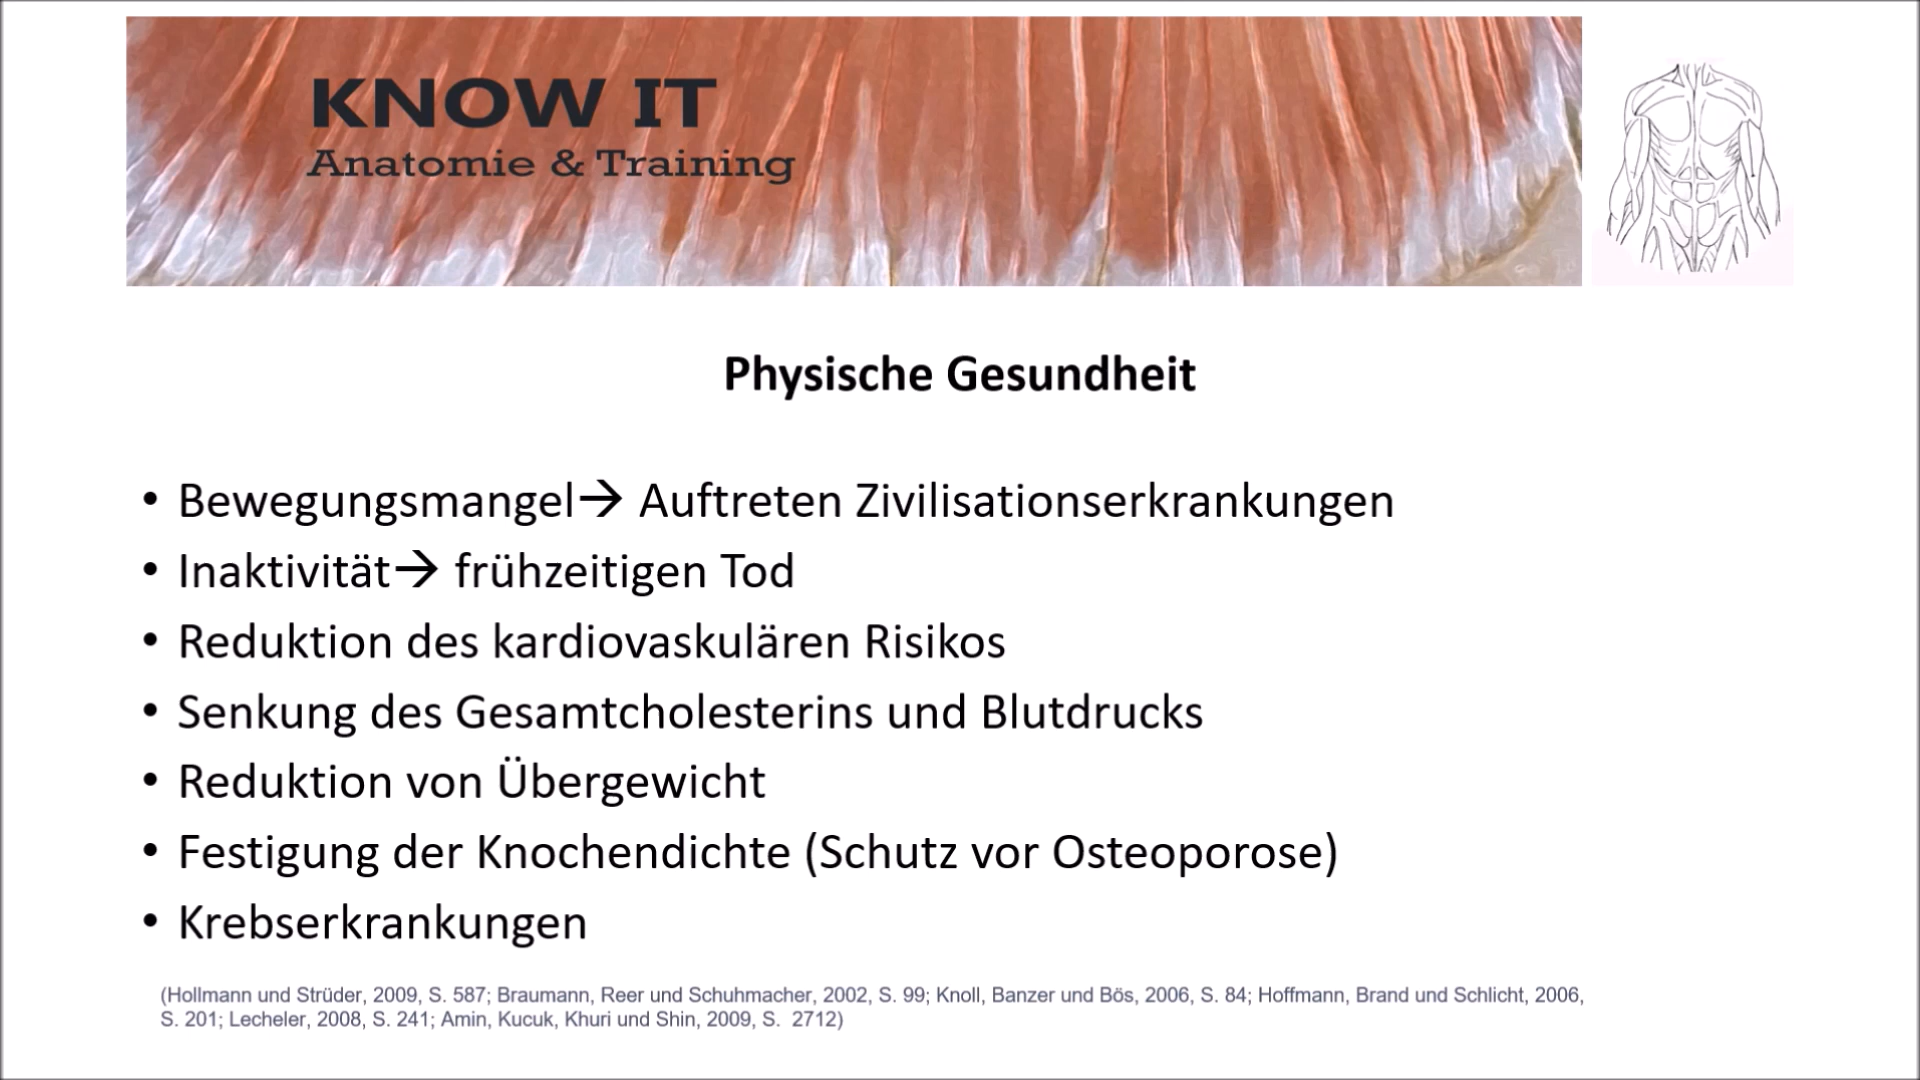 KNOW IT
Anatomie & Training
Physische Gesundheit
• Bewegungsmangel→ Auftreten Zivilisationserkrankungen
• Inaktivität→ frühzeitigen Tod
• Reduktion des kardiovaskulären Risikos
• Senkung des Gesamtcholesterins und Blutdrucks
• Reduktion von Übergewicht
• Festigung der Knochendichte (Schutz vor Osteoporose)
• Krebserkrankungen
(Hollmann und Strüder, 2009, S. 587; Braumann, Reer und Schuhmacher, 2002, S. 99; Knoll, Banzer und Bös, 2006, S. 84; Hoffmann, Brand und Schlicht, 2006,
S. 201; Lecheler, 2008, S. 241; Amin, Kucuk, Khuri und Shin, 2009, S. 2712)